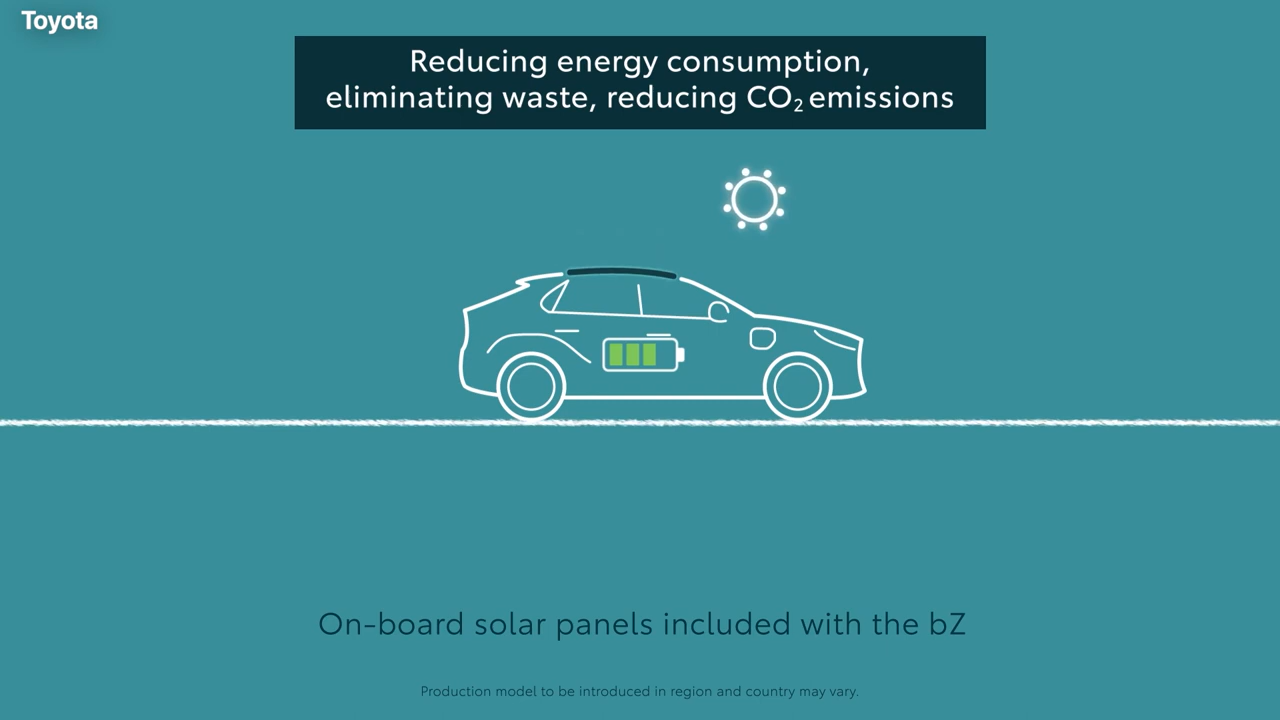 Toyota
Reducing energy consumption,
eliminating waste, reducing CO₂ emissions
On-board solar panels included with the bZ
Production model to be introduced in region and country may vary.